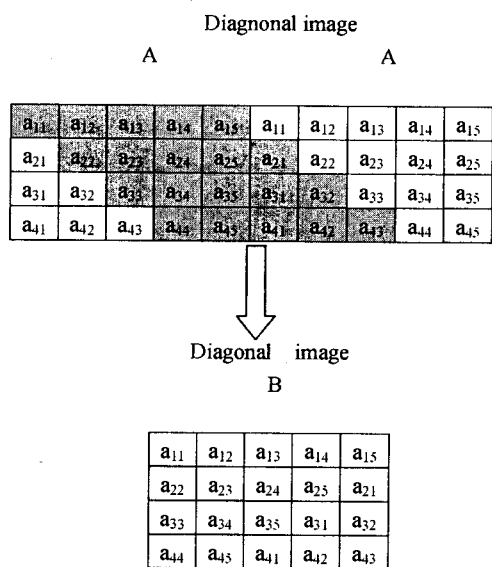 Diagnonal image
A A
a11 a12 a13 a14 a15 a11 a12 a13 a14 a15
a21 a22 a23 a24 a25 a21 a22 a23 a24 a25
a31 a32 a33 a34 a35 a31 a32 a33 a34 a35
a41 a42 a43 a44 a45 a41 a42 a43 a44 a45
Diagonal image
B
a11 a12 a13 a14 a15
a22 a23 a24 a25 a21
a33 a34 a35 a31 a32
a44 a45 a41 a42 a43